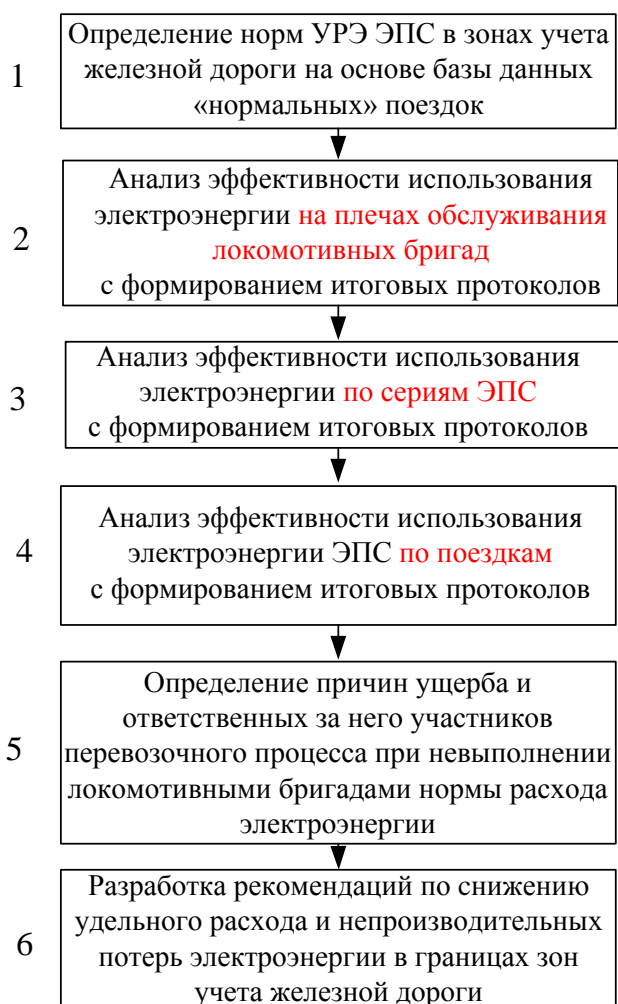 1
Определение норм УРЭ ЭПС в зонах учета
железной дороги на основе базы данных
«нормальных» поездок
2
Анализ эффективности использования
электроэнергии на плечах обслуживания
локомотивных бригад
с формированием итоговых протоколов
3
Анализ эффективности использования
электроэнергии по сериям ЭПС
с формированием итоговых протоколов
4
Анализ эффективности использования
электроэнергии ЭПС по поездкам
с формированием итоговых протоколов
5
Определение причин ущерба и
ответственных за него участников
перевозочного процесса при невыполнении
локомотивными бригадами нормы расхода
электроэнергии
6
Разработка рекомендаций по снижению
удельного расхода и непроизводительных
потерь электроэнергии в границах зон
учета железной дороги